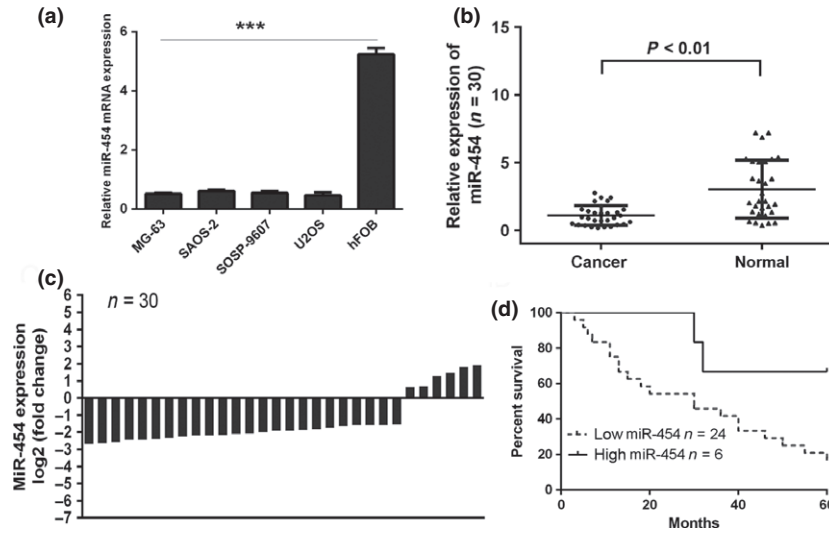 (a)
***
Relative miR-454 mRNA expression
6
4
2
0
MG-63
SAOS-2
SOSP-9607
U2OS
hFOB
(b)
P < 0.01
Relative expression of
miR-454 (n = 30)
15
10
5
0
Cancer
Normal
(c)
n = 30
MiR-454 expression
log2 (fold change)
6
5
4
3
2
1
0
−1
−2
−3
−4
−5
−6
−7
(d)
Percent survival
100
80
60
40
20
0
Low miR-454 n = 24
High miR-454 n = 6
0
20
40
60
Months